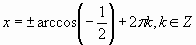 x = ± arccos(−1/2) + 2πk, k ∈ Z